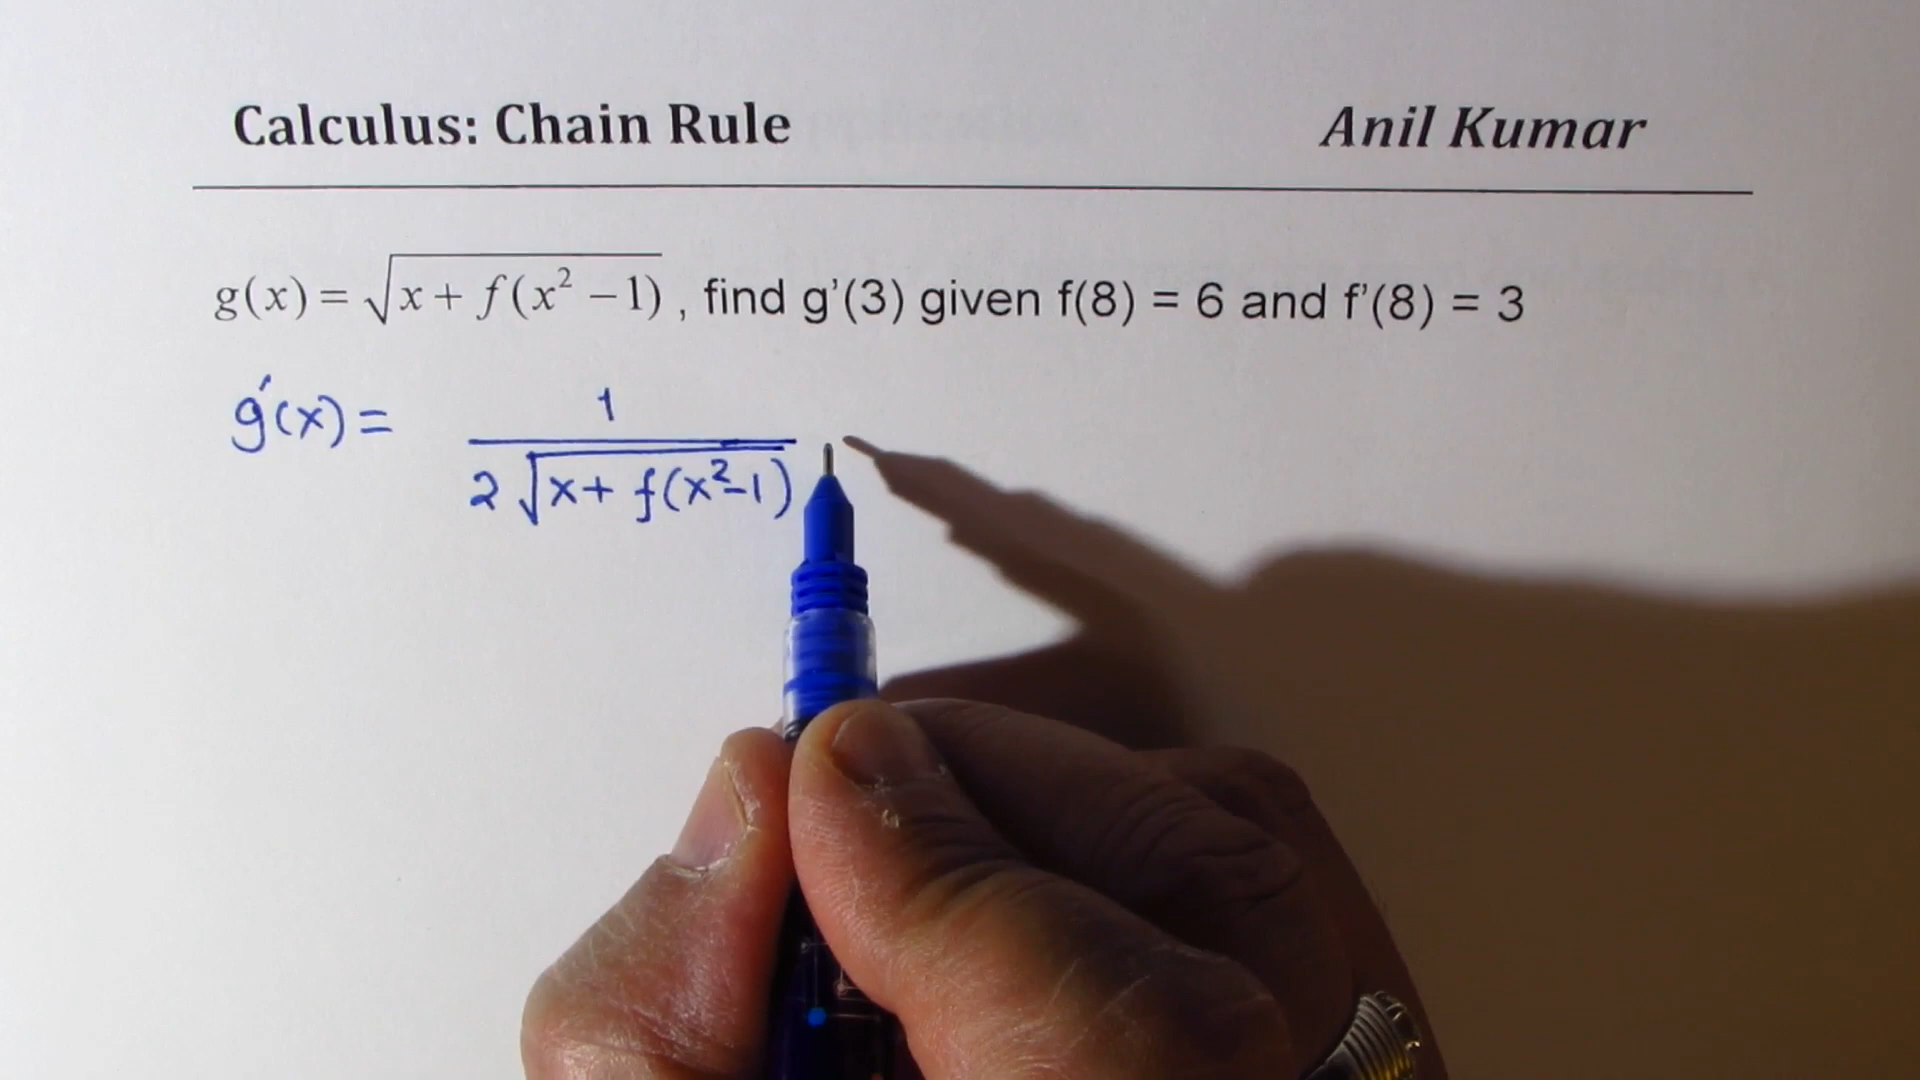 Calculus: Chain Rule Anil Kumar
g(x) = √(x + f(x² − 1)) , find g'(3) given f(8) = 6 and f'(8) = 3
g'(x) = 1 / 2√(x + f(x²-1))